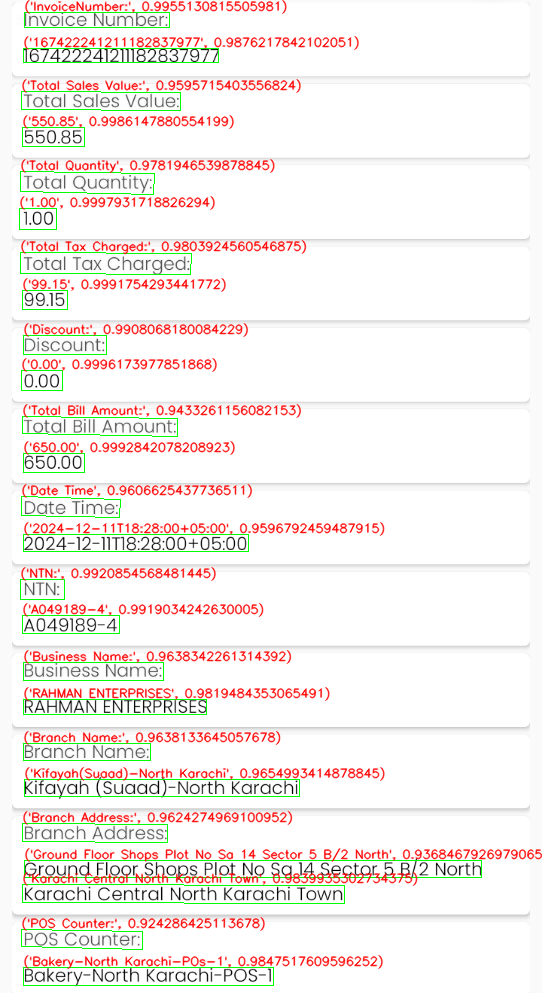 ('InvoiceNumber:', 0.9955130815505981)
Invoice Number:
('167422241211182837977', 0.9876217842102051)
167422241211182837977
('Total Sales Value:', 0.9595715403556824)
Total Sales Value:
('550.85', 0.9986147880554199)
550.85
('Total Quantity', 0.9781946539878845)
Total Quantity:
('1.00', 0.9997931718826294)
1.00
('Total Tax Charged:', 0.9803924560546875)
Total Tax Charged:
('99.15', 0.9991754293441772)
99.15
('Discount:', 0.9908068180084229)
Discount:
('0.00', 0.9996173977851868)
0.00
('Total Bill Amount:', 0.9433261156082153)
Total Bill Amount:
('650.00', 0.9992842078208923)
650.00
('Date Time', 0.9606625437736511)
Date Time:
('2024-12-11T18:28:00+05:00', 0.9596792459487915)
2024-12-11T18:28:00+05:00
('NTN:', 0.9920854568481445)
NTN:
('A049189-4', 0.9919034242630005)
A049189-4
('Business Name:', 0.9638342261314392)
Business Name:
('RAHMAN ENTERPRISES', 0.9819484353065491)
RAHMAN ENTERPRISES
('Branch Name:', 0.9638133645057678)
Branch Name:
('Kifayah(Suaad)-North Karachi', 0.9654993414878845)
Kifayah (Suaad)-North Karachi
('Branch Address:', 0.9624274969100952)
Branch Address:
('Ground Floor Shops Plot No Sa 14 Sector 5 B/2 North', 0.9368467926979065
Ground Floor Shops Plot No Sa 14 Sector 5 B/2 North
('Karachi Central North Karachi Town', 0.9839935302734375)
Karachi Central North Karachi Town
('POS Counter:', 0.924286425113678)
POS Counter:
('Bakery-North Karachi-POs-1', 0.9847517609596252)
Bakery-North Karachi-POS-1